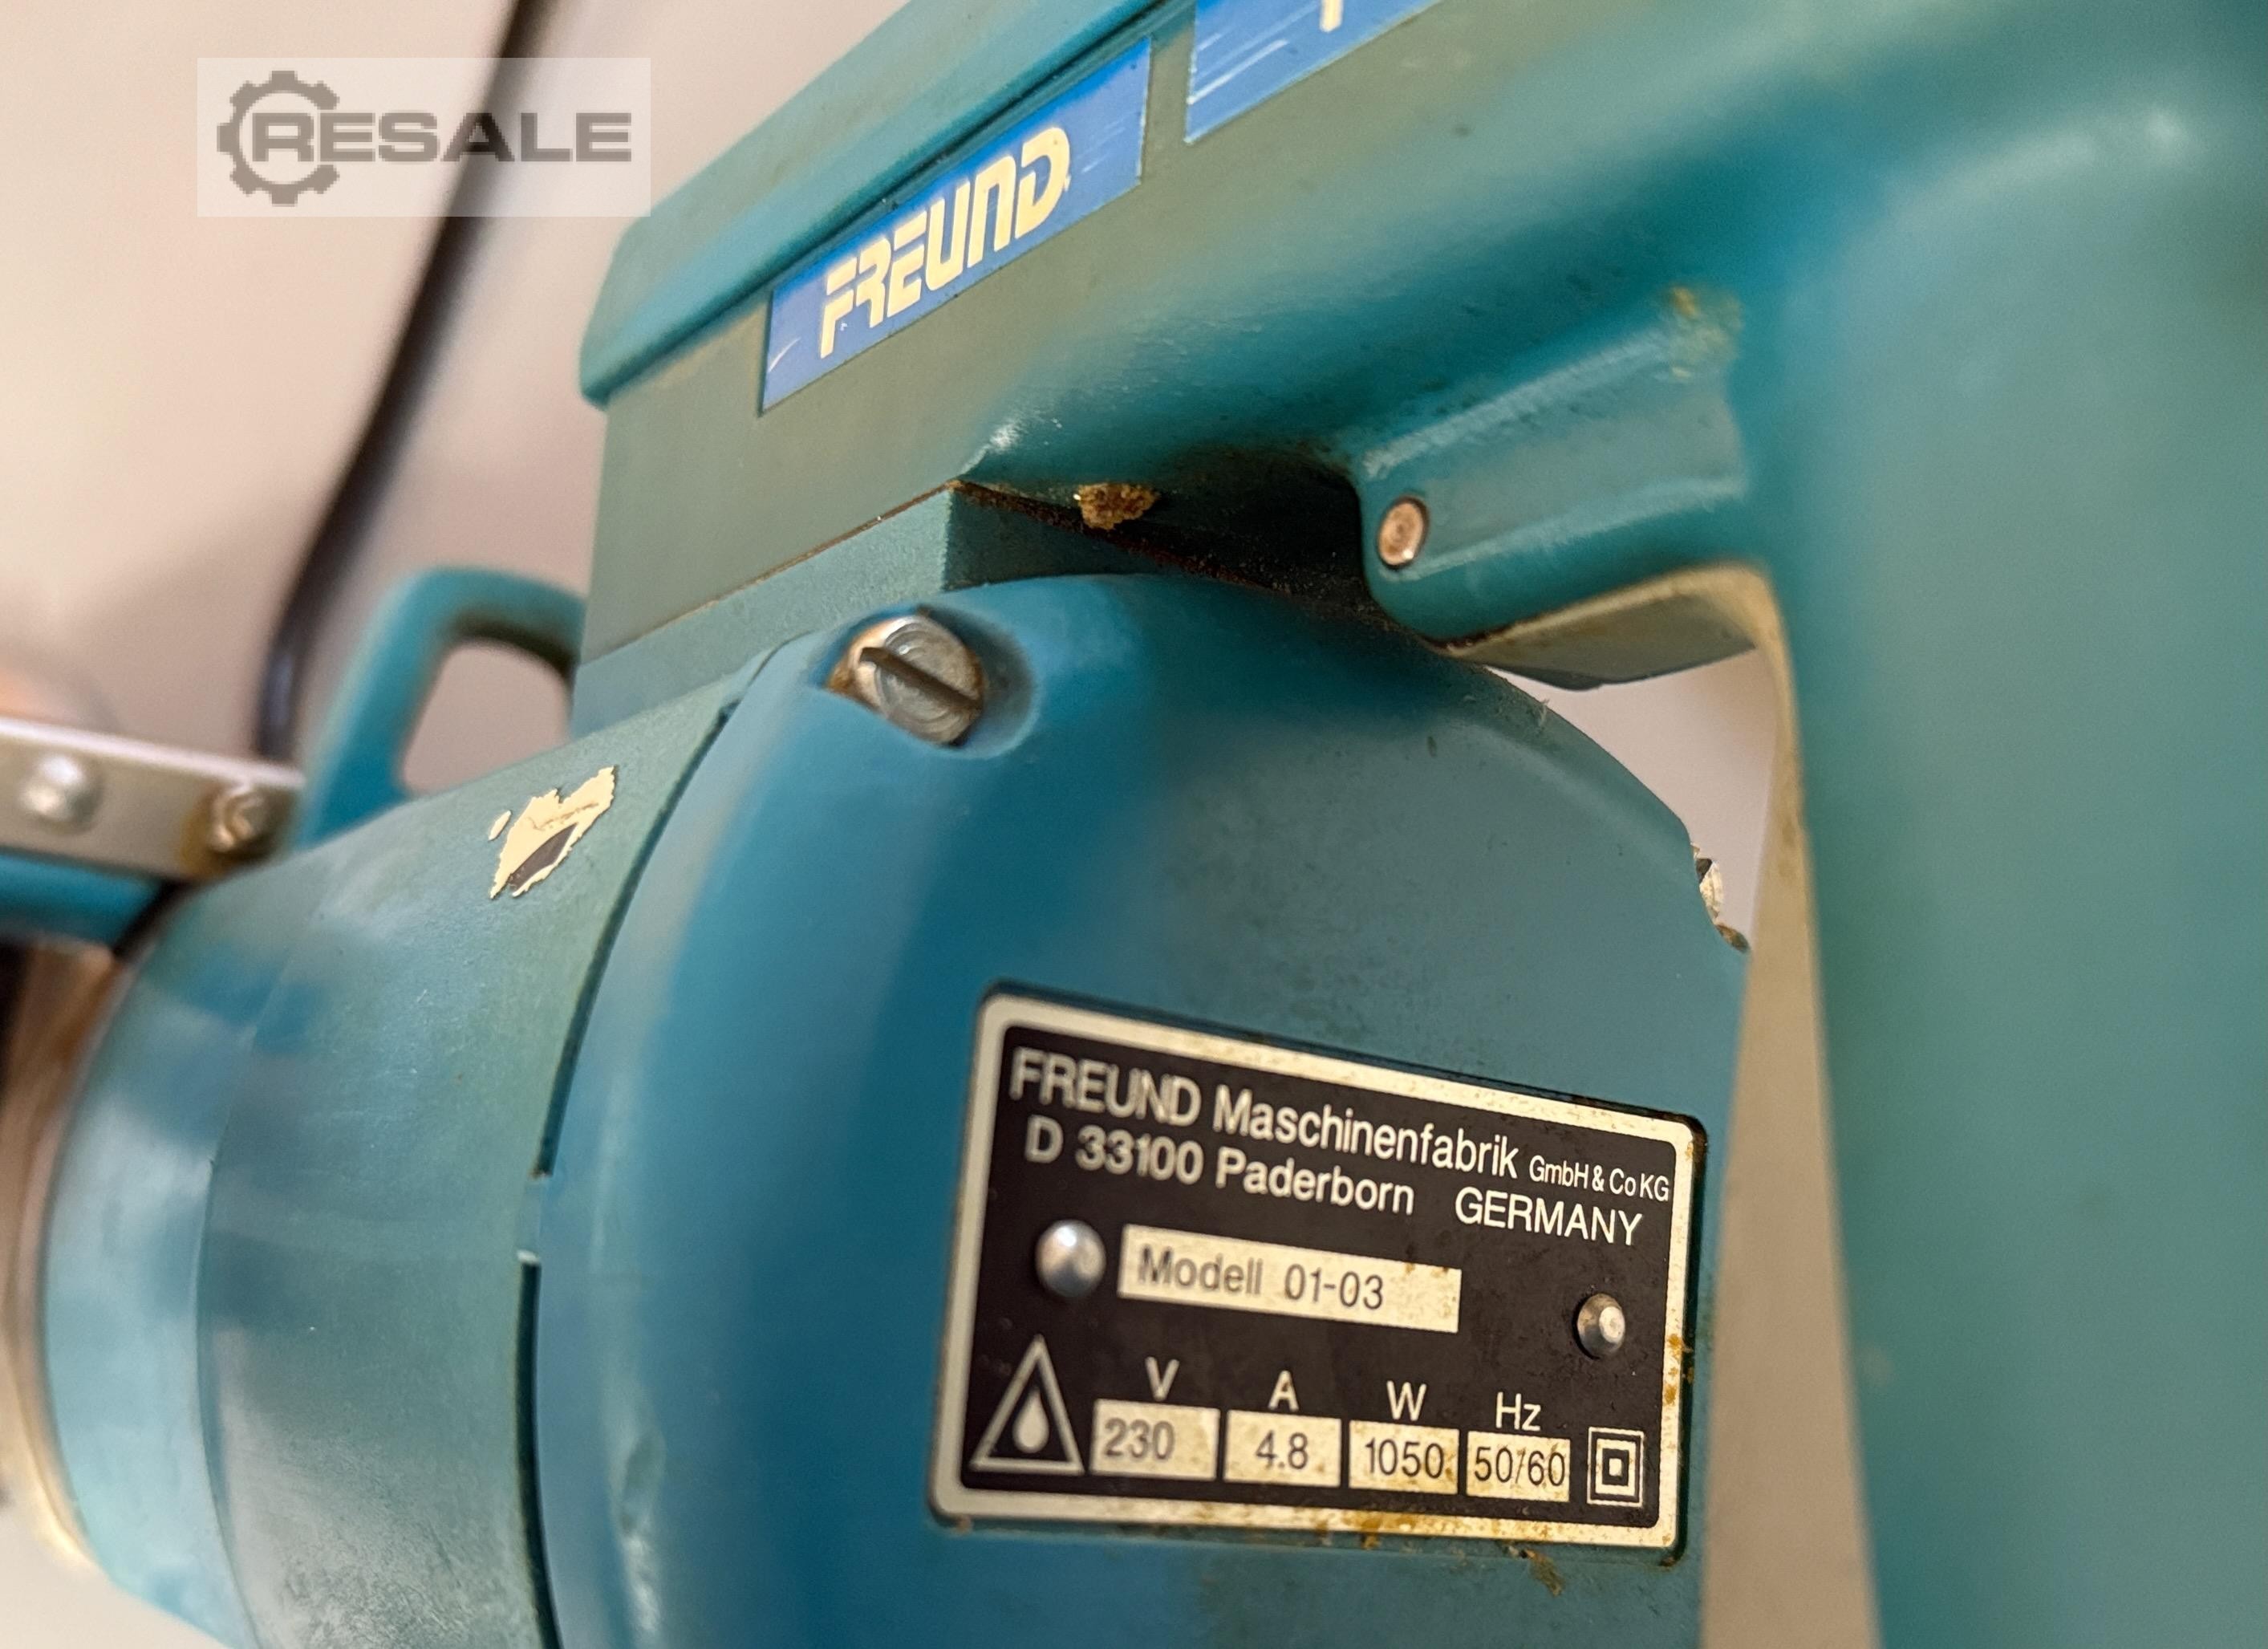 RESALE
FREUND
FREUND Maschinenfabrik GmbH & Co KG
D 33100 Paderborn GERMANY
Modell 01-03
V A W Hz
230 4.8 1050 50/60